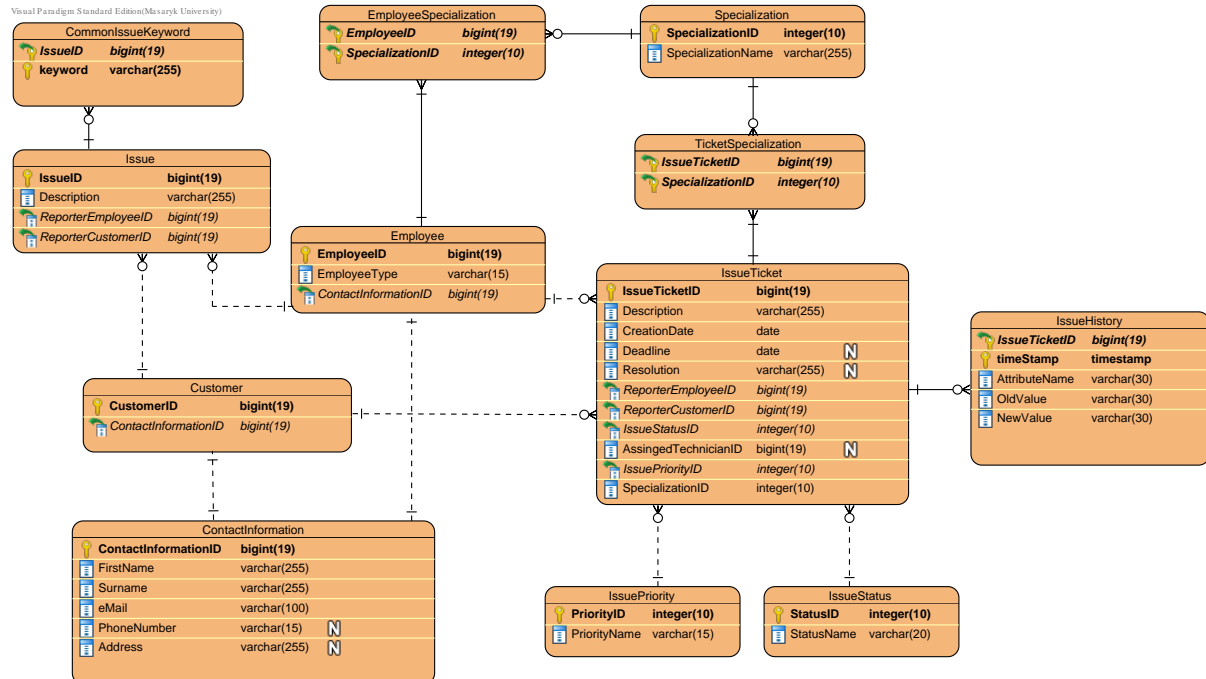 Visual Paradigm Standard Edition(Masaryk University)
CommonIssueKeyword
IssueID bigint(19)
keyword varchar(255)
EmployeeSpecialization
EmployeeID bigint(19)
SpecializationID integer(10)
Specialization
SpecializationID integer(10)
SpecializationName varchar(255)
Issue
IssueID bigint(19)
Description varchar(255)
ReporterEmployeeID bigint(19)
ReporterCustomerID bigint(19)
TicketSpecialization
IssueTicketID bigint(19)
SpecializationID integer(10)
Employee
EmployeeID bigint(19)
EmployeeType varchar(15)
ContactInformationID bigint(19)
IssueTicket
IssueTicketID bigint(19)
Description varchar(255)
CreationDate date
Deadline date N
Resolution varchar(255) N
ReporterEmployeeID bigint(19)
ReporterCustomerID bigint(19)
IssueStatusID integer(10)
AssingedTechnicianID bigint(19) N
IssuePriorityID integer(10)
SpecializationID integer(10)
IssueHistory
IssueTicketID bigint(19)
timeStamp timestamp
AttributeName varchar(30)
OldValue varchar(30)
NewValue varchar(30)
Customer
CustomerID bigint(19)
ContactInformationID bigint(19)
ContactInformation
ContactInformationID bigint(19)
FirstName varchar(255)
Surname varchar(255)
eMail varchar(100)
PhoneNumber varchar(15) N
Address varchar(255) N
IssuePriority
PriorityID integer(10)
PriorityName varchar(15)
IssueStatus
StatusID integer(10)
StatusName varchar(20)